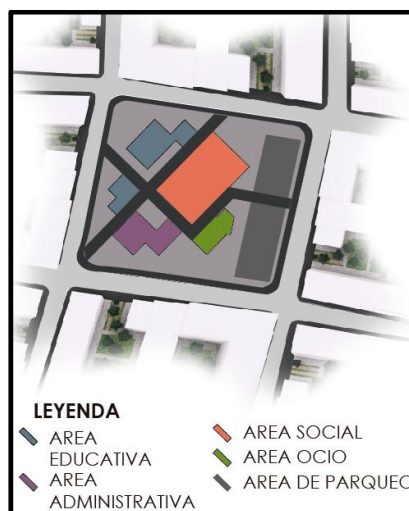 LEYENDA
AREA
EDUCATIVA
AREA
ADMINISTRATIVA
AREA SOCIAL
AREA OCIO
AREA DE PARQUEO